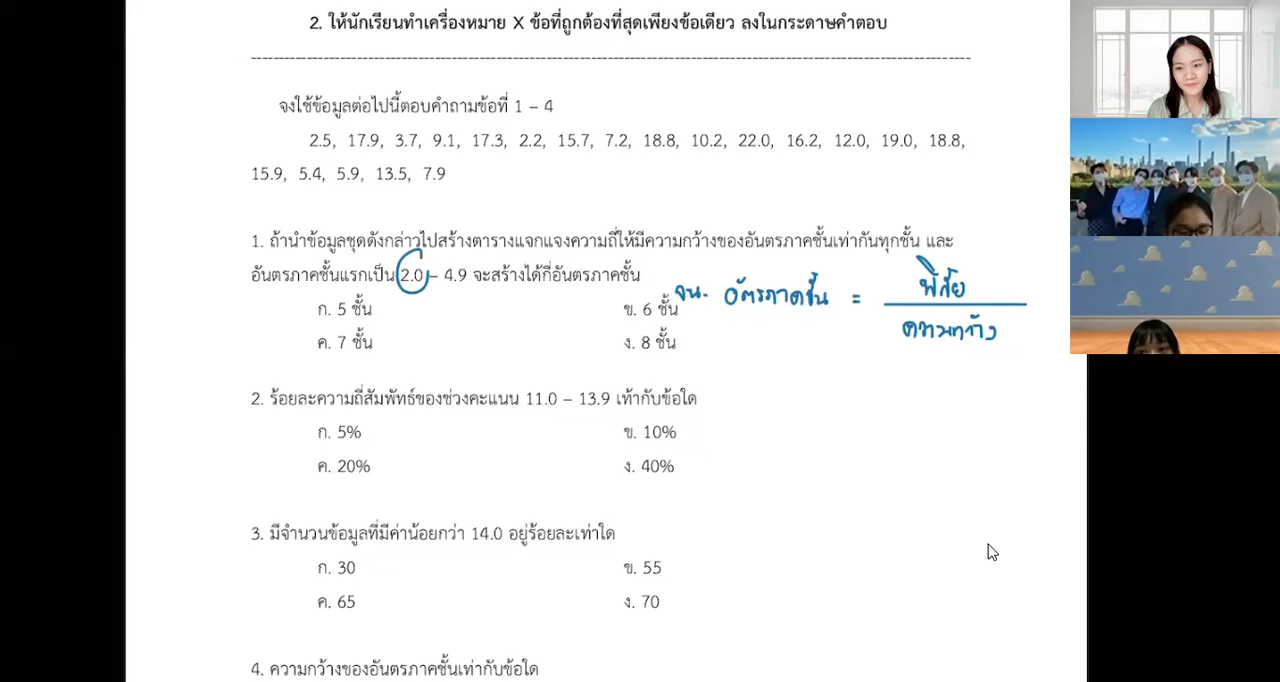 2. ให้นักเรียนทำเครื่องหมาย X ข้อที่ถูกต้องที่สุดเพียงข้อเดียว ลงในกระดาษคำตอบ
จงใช้ข้อมูลต่อไปนี้ตอบคำถามข้อที่ 1 – 4
2.5, 17.9, 3.7, 9.1, 17.3, 2.2, 15.7, 7.2, 18.8, 10.2, 22.0, 16.2, 12.0, 19.0, 18.8,
15.9, 5.4, 5.9, 13.5, 7.9
1. ถ้านำข้อมูลชุดดังกล่าวไปสร้างตารางแจกแจงความถี่ให้มีความกว้างของอันตรภาคชั้นเท่ากันทุกชั้น และ
อันตรภาคชั้นแรกเป็น 2.0 – 4.9 จะสร้างได้กี่อันตรภาคชั้น
จน. อัตรภาคชั้น = พิสัย
ความกว้าง
ก. 5 ชั้น ข. 6 ชั้น
ค. 7 ชั้น ง. 8 ชั้น
2. ร้อยละความถี่สัมพัทธ์ของช่วงคะแนน 11.0 – 13.9 เท้ากับข้อใด
ก. 5% ข. 10%
ค. 20% ง. 40%
3. มีจำนวนข้อมูลที่มีค่าน้อยกว่า 14.0 อยู่ร้อยละเท่าใด
ก. 30 ข. 55
ค. 65 ง. 70
4. ความกว้างของอันตรภาคชั้นเท่ากับข้อใด